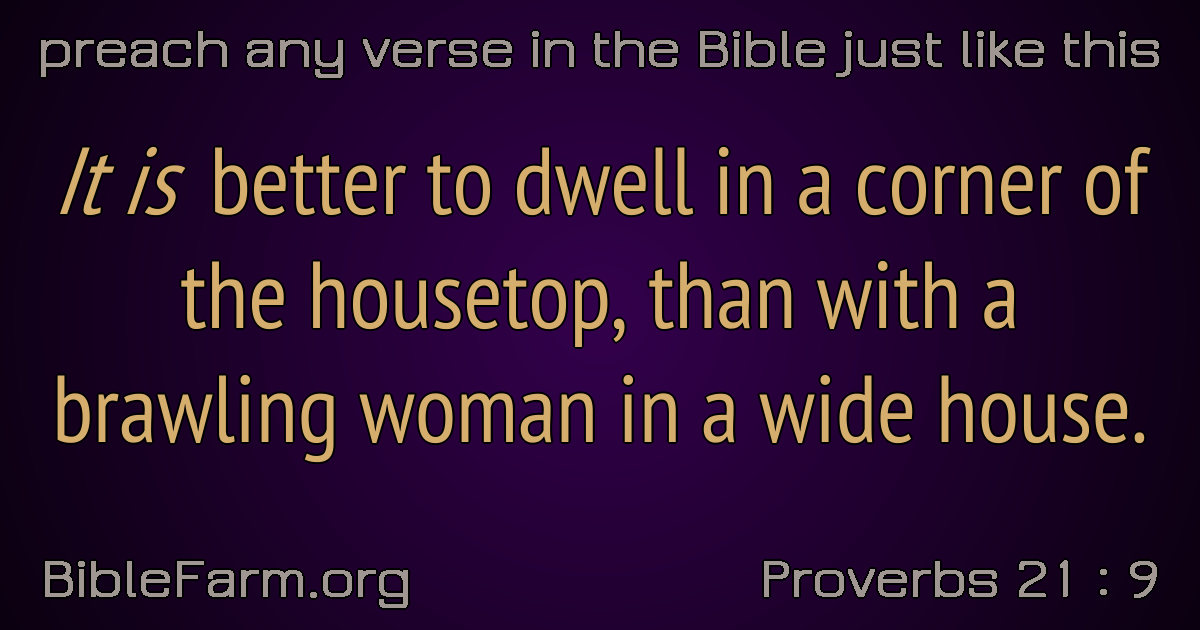 preach any verse in the Bible just like this
It is better to dwell in a corner of
the housetop, than with a
brawling woman in a wide house.
BibleFarm.org
Proverbs 21 : 9